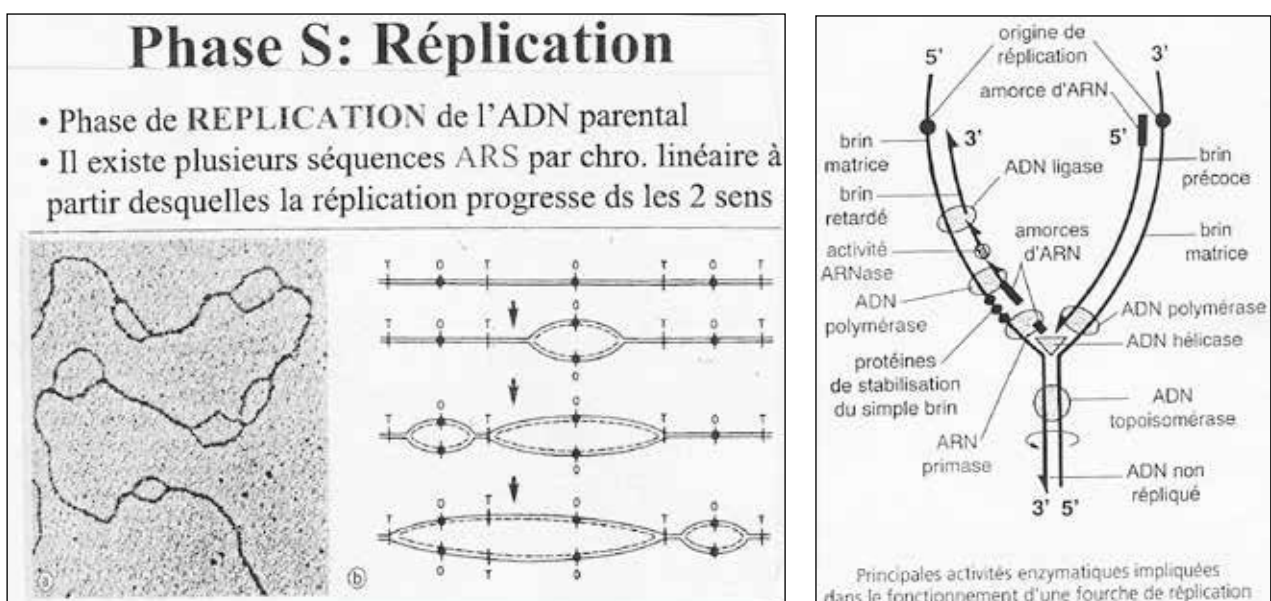 Phase S: Réplication
• Phase de REPLICATION de l'ADN parental
• Il existe plusieurs séquences ARS par chro. linéaire à
partir desquelles la réplication progresse ds les 2 sens
T O T O T O T
O
O
O O
O O
O O O
O T O O
a b
origine de
réplication
5' 3'
amorce d'ARN
3' 5'
brin
matrice
ADN ligase
brin
précoce
brin
retardé
amorces
d'ARN
brin
matrice
activité
ARNase
ADN
polymérase
ADN polymérase
ADN hélicase
protéines
de stabilisation
du simple brin
ADN
topoisomérase
ARN
primase
ADN non
répliqué
3' 5'
Principales activités enzymatiques impliquées
dans le fonctionnement d'une fourche de réplication